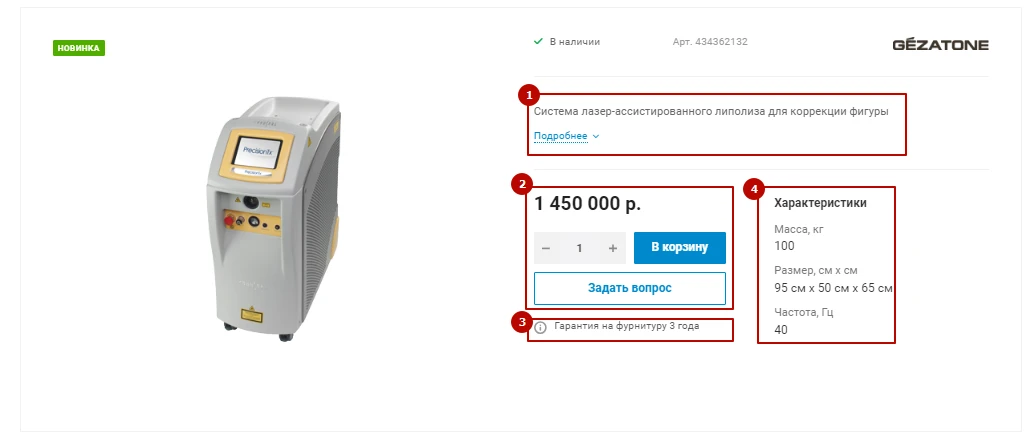 НОВИНКА
В наличии
Арт. 434362132
GÉZATONE
1
Система лазер-ассистированного липолиза для коррекции фигуры
Подробнее
2
1 450 000 р.
− 1 +
В корзину
Задать вопрос
3
Гарантия на фурнитуру 3 года
4
Характеристики
Масса, кг
100
Размер, см х см
95 см х 50 см х 65 см
Частота, Гц
40